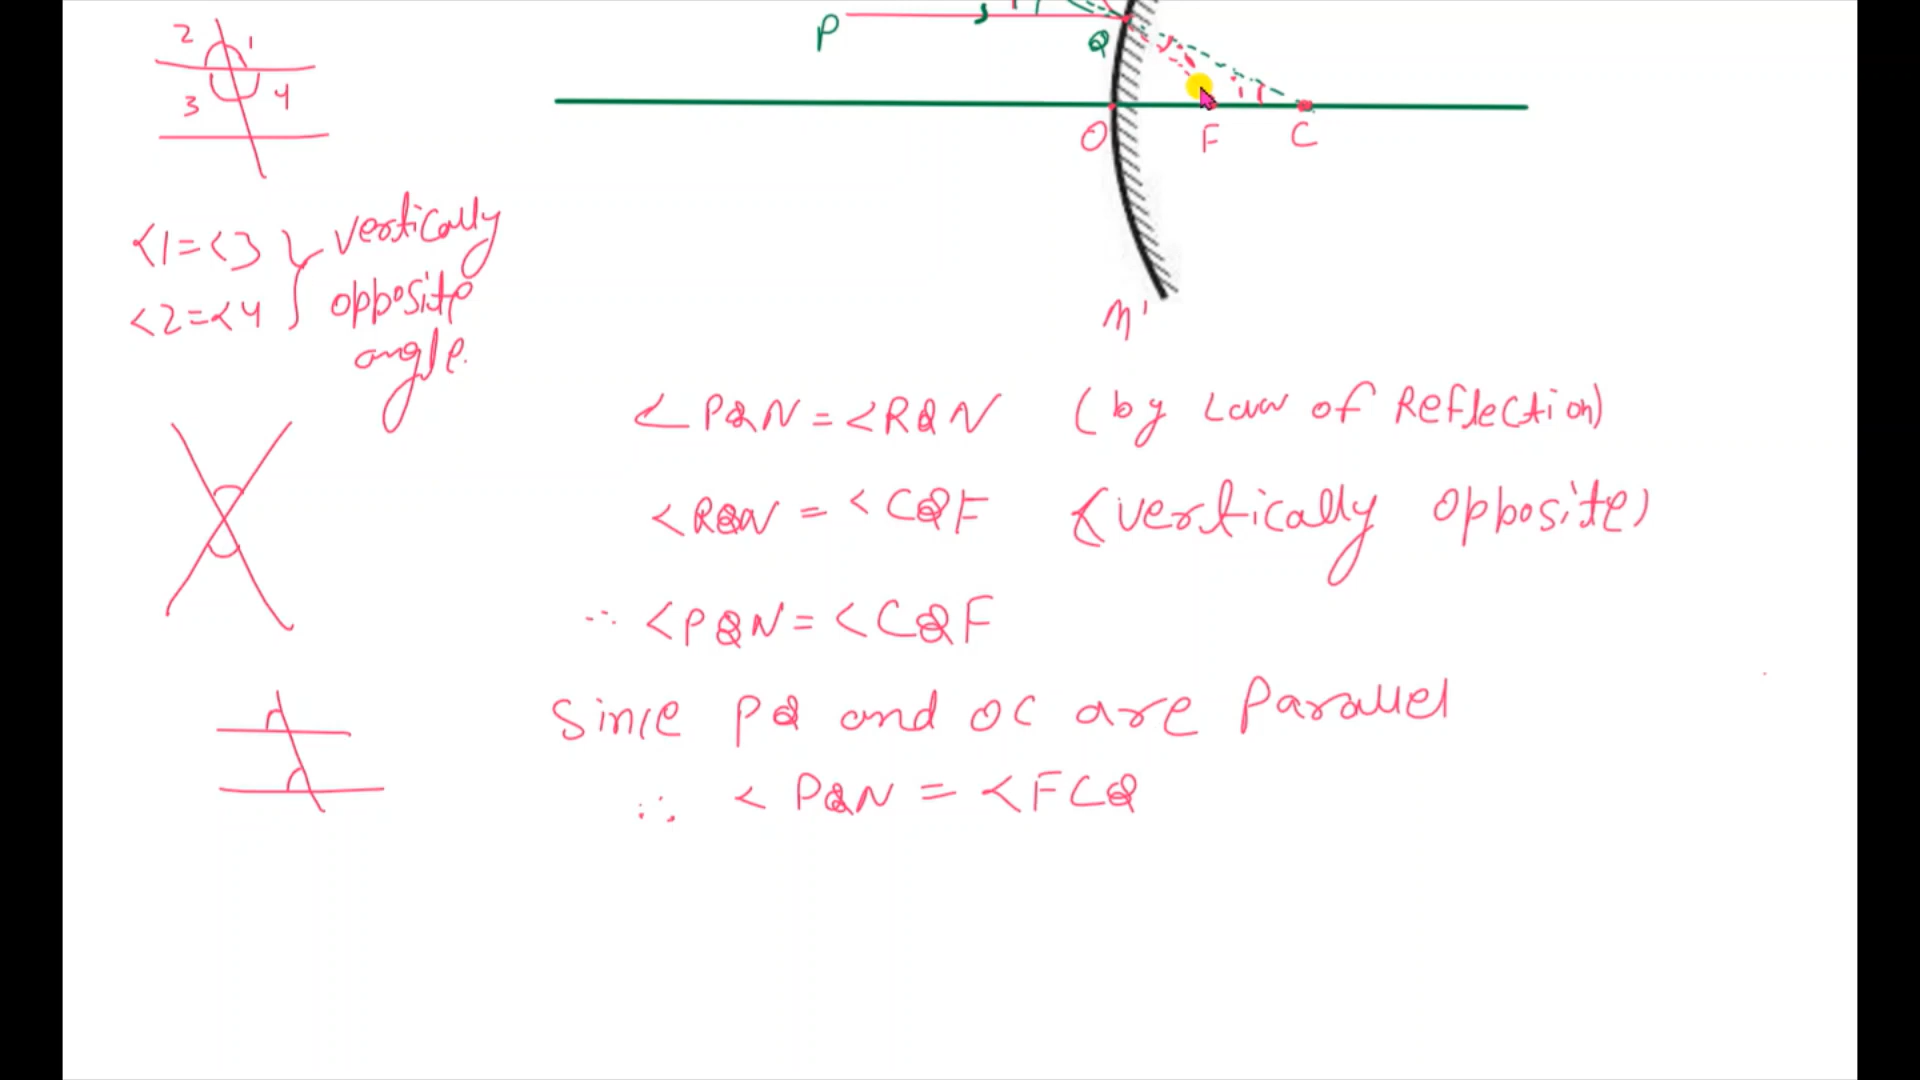 P
Q
2 1
3 4
O F C
<1=<3 } vertically
<2=<4 opposite
angle.
M'
<PQN=<RQN (by Law of Reflection)
<RQN = <CQF (vertically opposite)
∴ <PQN=<CQF
Since PQ and OC are Parallel
∴ <PQN = <FCQ